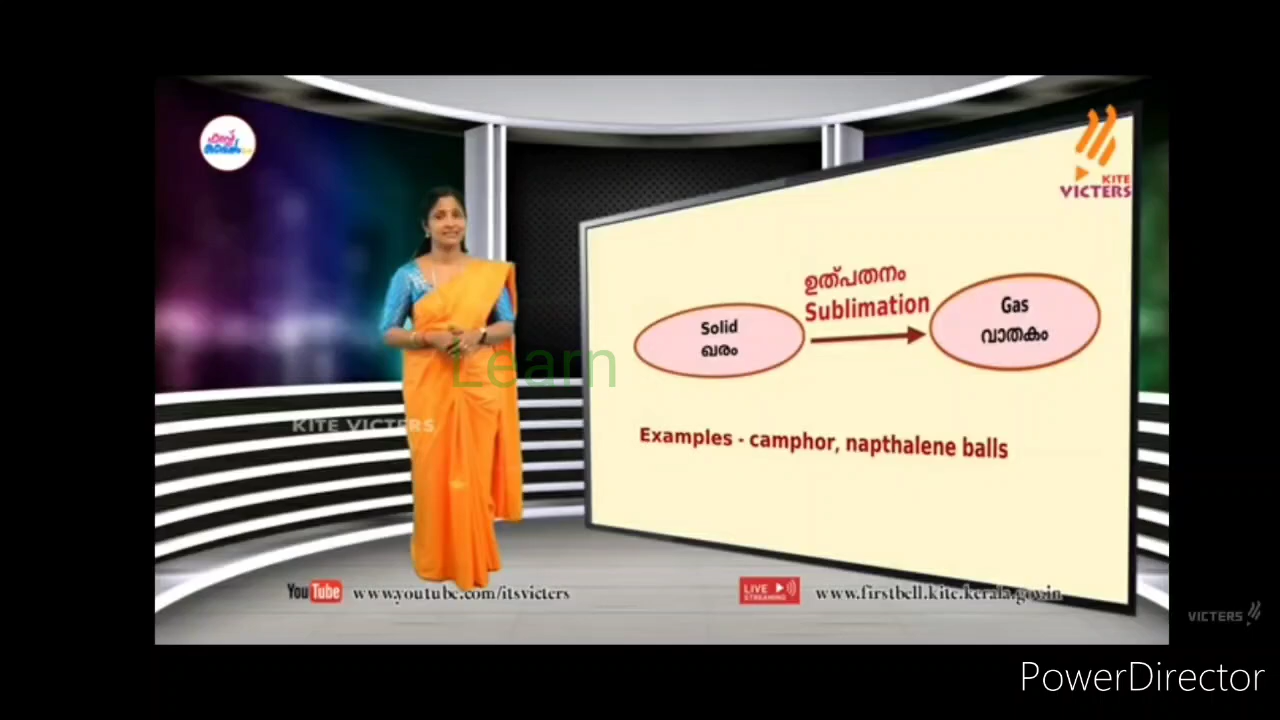 KITE
VICTERS
ഉത്പതനം
Sublimation
Solid
ഖരം
Gas
വാതകം
Learn
KITE VICTERS
Examples - camphor, napthalene balls
YouTube www.youtube.com/itsvicters
LIVE STREAMING www.firstbell.kite.kerala.gov.in
VICTERS
PowerDirector